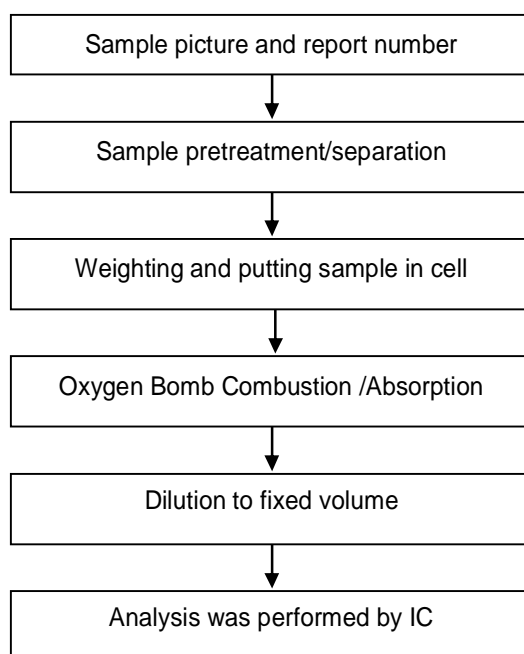 Sample picture and report number
Sample pretreatment/separation
Weighting and putting sample in cell
Oxygen Bomb Combustion /Absorption
Dilution to fixed volume
Analysis was performed by IC